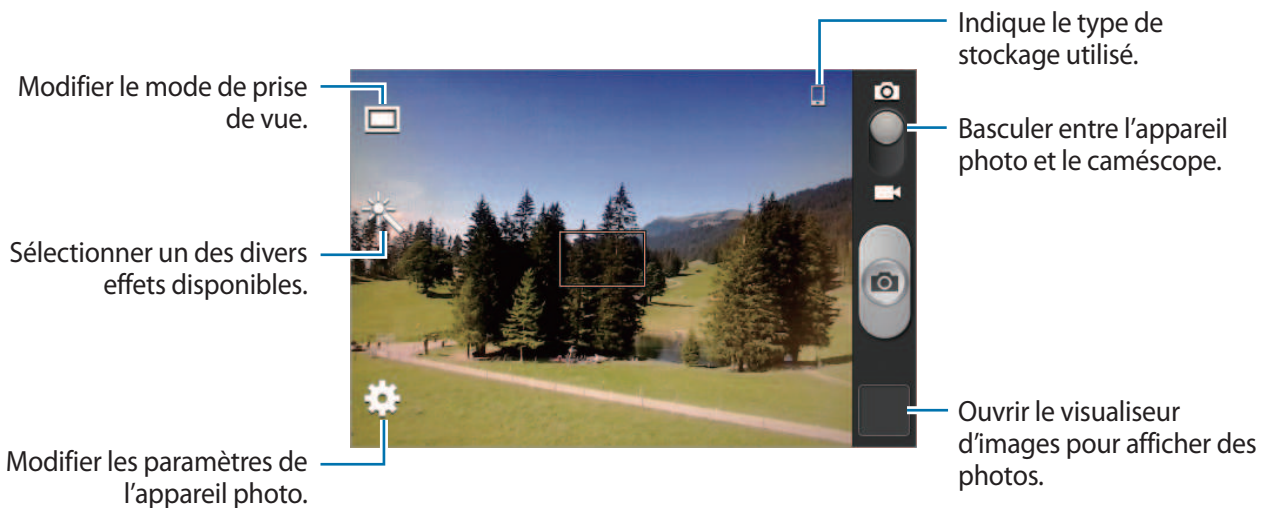 Modifier le mode de prise
de vue.
Sélectionner un des divers
effets disponibles.
Modifier les paramètres de
l'appareil photo.
Indique le type de
stockage utilisé.
Basculer entre l'appareil
photo et le caméscope.
Ouvrir le visualiseur
d'images pour afficher des
photos.